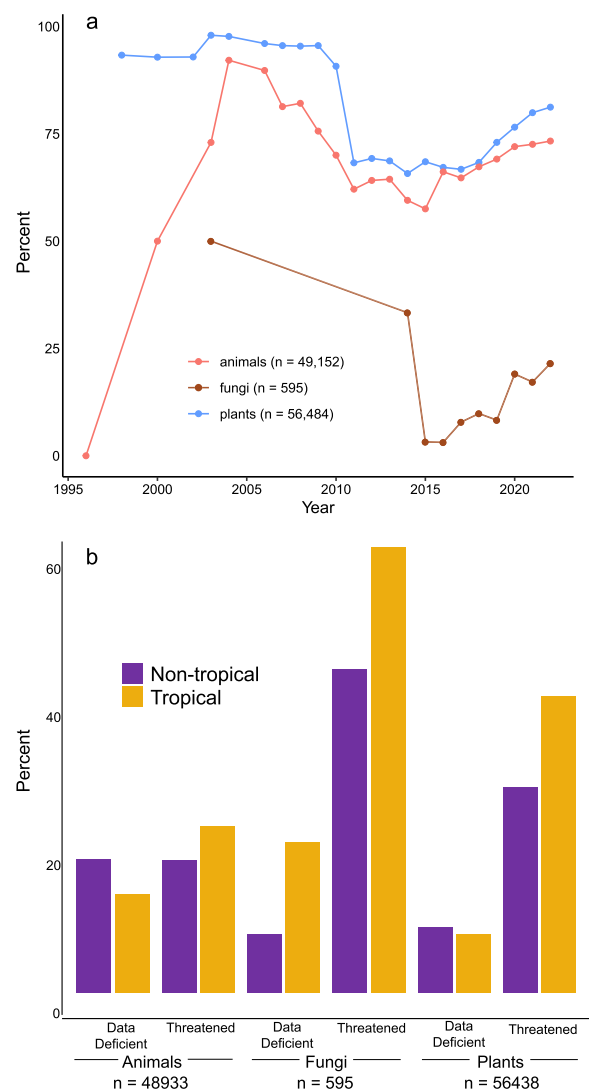 a
100
75
50
25
0
Percent
animals (n = 49,152)
fungi (n = 595)
plants (n = 56,484)
1995 2000 2005 2010 2015 2020
Year
b
60
40
20
0
Percent
Non-tropical
Tropical
Data Deficient Threatened Data Deficient Threatened Data Deficient Threatened
Animals Fungi Plants
n = 48933 n = 595 n = 56438